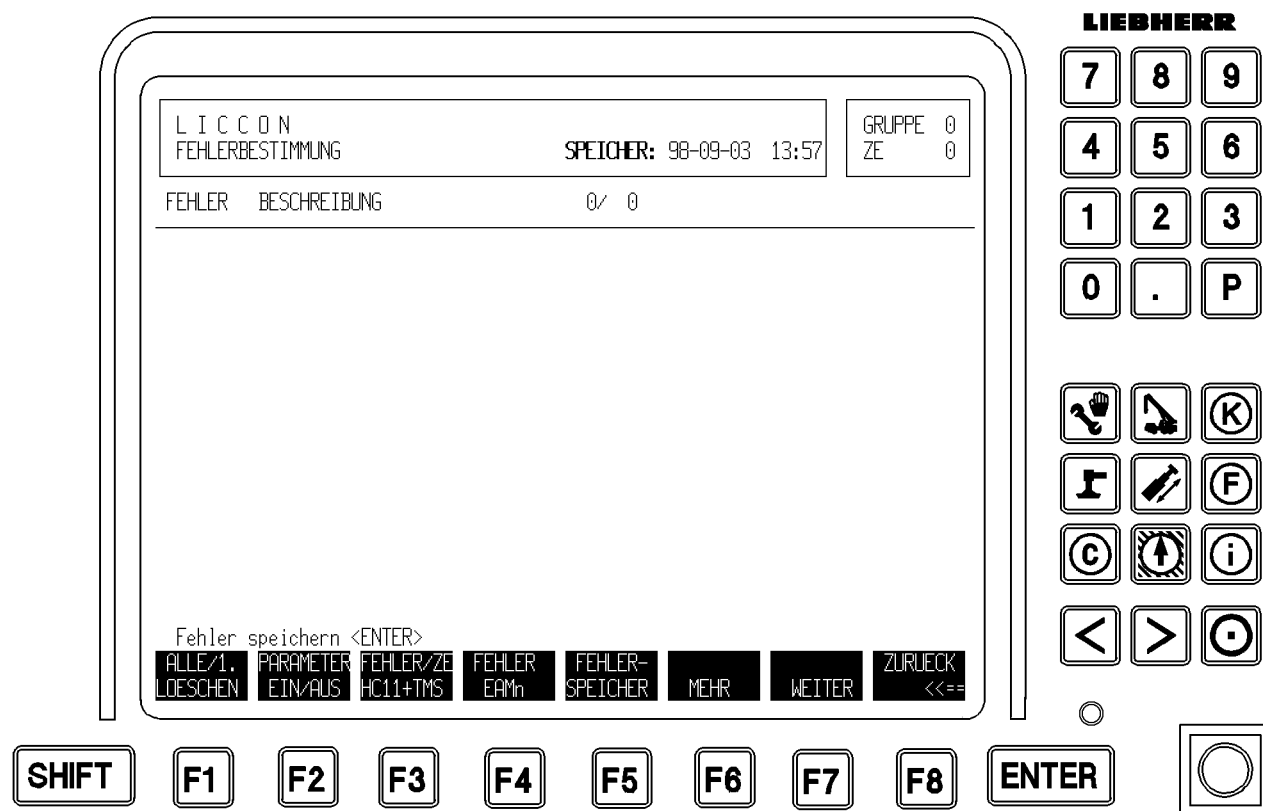 LIEBHERR
L I C C O N
FEHLERBESTIMMUNG SPEICHER: 98-09-03 13:57
GRUPPE 0
ZE 0
FEHLER BESCHREIBUNG 0/ 0
Fehler speichern <ENTER>
ALLE/1. PARAMETER FEHLER/ZE FEHLER FEHLER- ZURUECK
LOESCHEN EIN/AUS HC11+TMS EAMn SPEICHER MEHR WEITER <<==
7 8 9
4 5 6
1 2 3
0 . P
K
F
C i
< >
SHIFT F1 F2 F3 F4 F5 F6 F7 F8 ENTER